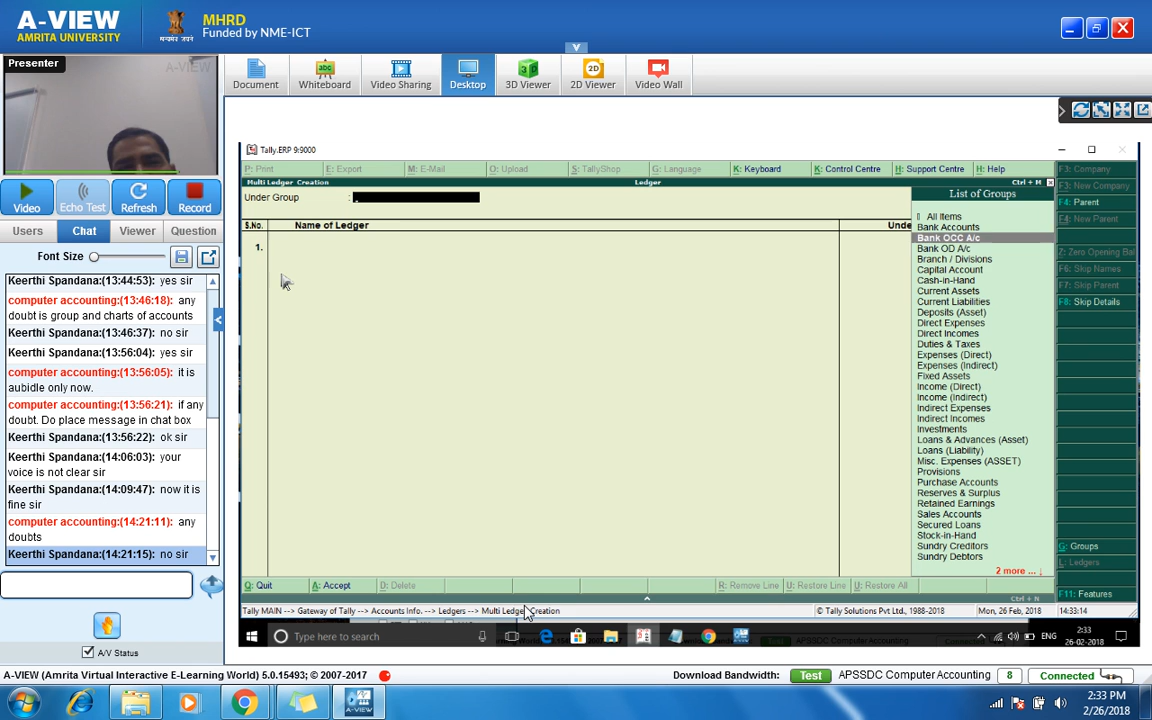 A-VIEW
AMRITA UNIVERSITY
MHRD
Funded by NME-ICT
Presenter
A-VIEW
Document
Whiteboard
Video Sharing
Desktop
3D Viewer
2D Viewer
Video Wall
Video
Echo Test
Refresh
Record
Users
Chat
Viewer
Question
Font Size
Keerthi Spandana:(13:44:53): yes sir
computer accounting:(13:46:18): any
doubt is group and charts of accounts
Keerthi Spandana:(13:46:37): no sir
Keerthi Spandana:(13:56:04): yes sir
computer accounting:(13:56:05): it is
aubidle only now.
computer accounting:(13:56:21): if any
doubt. Do place message in chat box
Keerthi Spandana:(13:56:22): ok sir
Keerthi Spandana:(14:06:03): your
voice is not clear sir
Keerthi Spandana:(14:09:47): now it is
fine sir
computer accounting:(14:21:11): any
doubts
Keerthi Spandana:(14:21:15): no sir
A/V Status
Tally.ERP 9:9000
P: Print
E: Export
M: E-Mail
O: Upload
S: TallyShop
G: Language
K: Keyboard
K: Control Centre
H: Support Centre
H: Help
Multi Ledger Creation
Ledger
Ctrl + M
Under Group :
S.No.
Name of Ledger
Unde
1.
List of Groups
All Items
Bank Accounts
Bank OCC A/c
Bank OD A/c
Branch / Divisions
Capital Account
Cash-in-Hand
Current Assets
Current Liabilities
Deposits (Asset)
Direct Expenses
Direct Incomes
Duties & Taxes
Expenses (Direct)
Expenses (Indirect)
Fixed Assets
Income (Direct)
Income (Indirect)
Indirect Expenses
Indirect Incomes
Investments
Loans & Advances (Asset)
Loans (Liability)
Misc. Expenses (ASSET)
Provisions
Purchase Accounts
Reserves & Surplus
Retained Earnings
Sales Accounts
Secured Loans
Stock-in-Hand
Sundry Creditors
Sundry Debtors
2 more ...
F3: Company
F3: New Company
F4: Parent
F4: New Parent
Z: Zero Opening Bal
F6: Skip Names
F7: Skip Parent
F8: Skip Details
G: Groups
L: Ledgers
F11: Features
Q: Quit
A: Accept
D: Delete
R: Remove Line
U: Restore Line
U: Restore All
Ctrl + N
Tally MAIN --> Gateway of Tally --> Accounts Info. --> Ledgers --> Multi Ledger Creation
© Tally Solutions Pvt Ltd., 1988-2018
Mon, 26 Feb, 2018
14:33:14
Type here to search
ENG
2:33
26-02-2018
A-VIEW (Amrita Virtual Interactive E-Learning World) 5.0.15493; © 2007-2017
Download Bandwidth:
Test
APSSDC Computer Accounting
8
Connected
2:33 PM
2/26/2018